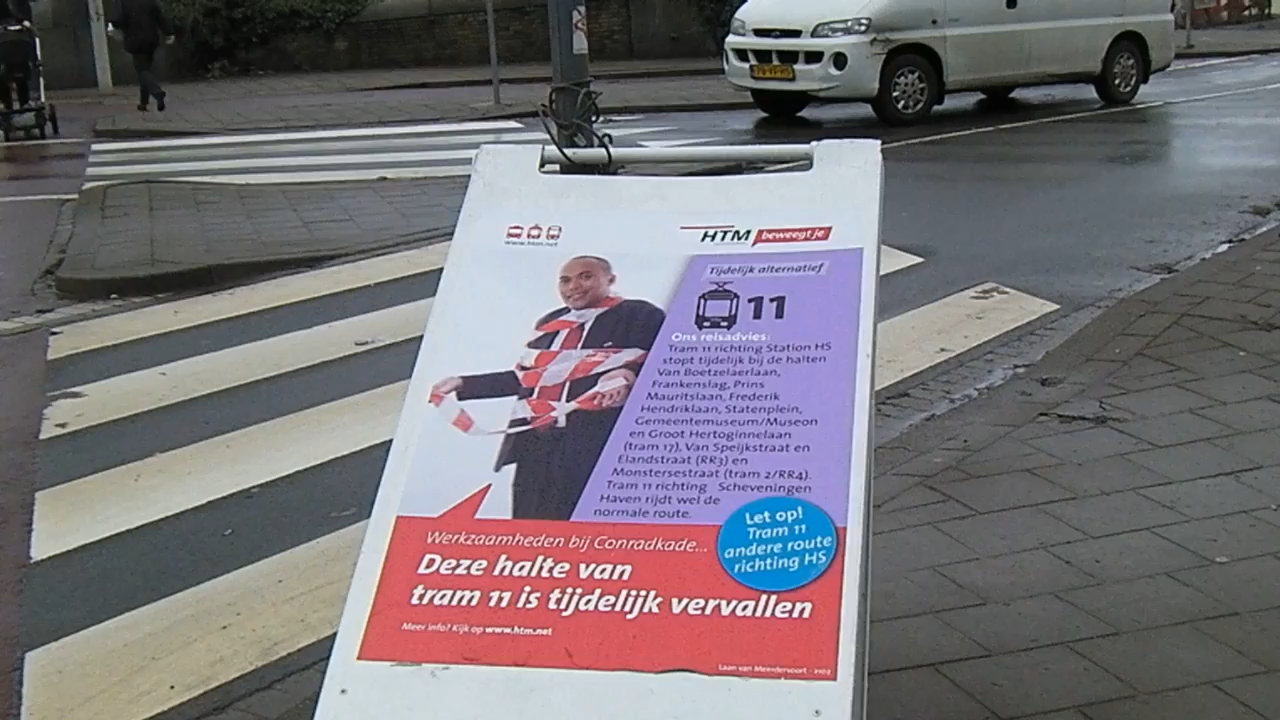 www.htm.net
HTM beweegt je
Tijdelijk alternatief
11
Ons reisadvies:
Tram 11 richting Station HS
stopt tijdelijk bij de halten
Van Boetzelaerlaan,
Frankenslag, Prins
Mauritslaan, Frederik
Hendriklaan, Statenplein,
Gemeentemuseum/Museon
en Groot Hertoginnelaan
(tram 17), Van Speijkstraat en
Elandstraat (RR3) en
Monstersestraat (tram 2/RR4).
Tram 11 richting Scheveningen
Haven rijdt wel de
normale route.
Let op!
Tram 11
andere route
richting HS
Werkzaamheden bij Conradkade...
Deze halte van
tram 11 is tijdelijk vervallen
Meer info? Kijk op www.htm.net
Laan van Meerdervoort - 2102